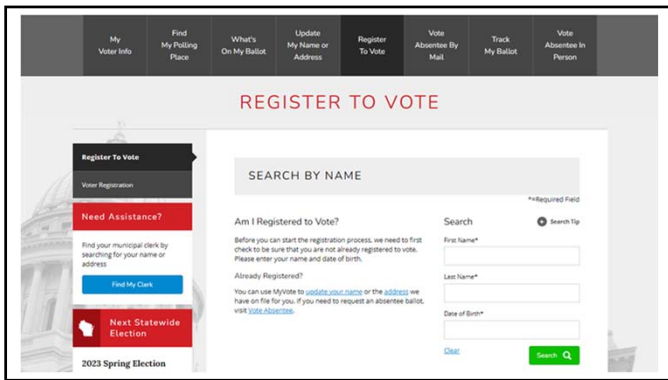 My
Voter Info
Find
My Polling
Place
What's
On My Ballot
Update
My Name or
Address
Register
To Vote
Vote
Absentee By
Mail
Track
My Ballot
Vote
Absentee In
Person
REGISTER TO VOTE
Register To Vote
Voter Registration
Need Assistance?
Find your municipal clerk by
searching for your name or
address
Find My Clerk
Next Statewide
Election
2023 Spring Election
SEARCH BY NAME
*=Required Field
Am I Registered to Vote?
Before you can start the registration process, we need to first
check to be sure that you are not already registered to vote.
Please enter your name and date of birth.
Already Registered?
You can use MyVote to update your name or the address we
have on file for you. If you need to request an absentee ballot,
visit Vote Absentee.
Search
Search Tip
First Name*
Last Name*
Date of Birth*
Clear
Search